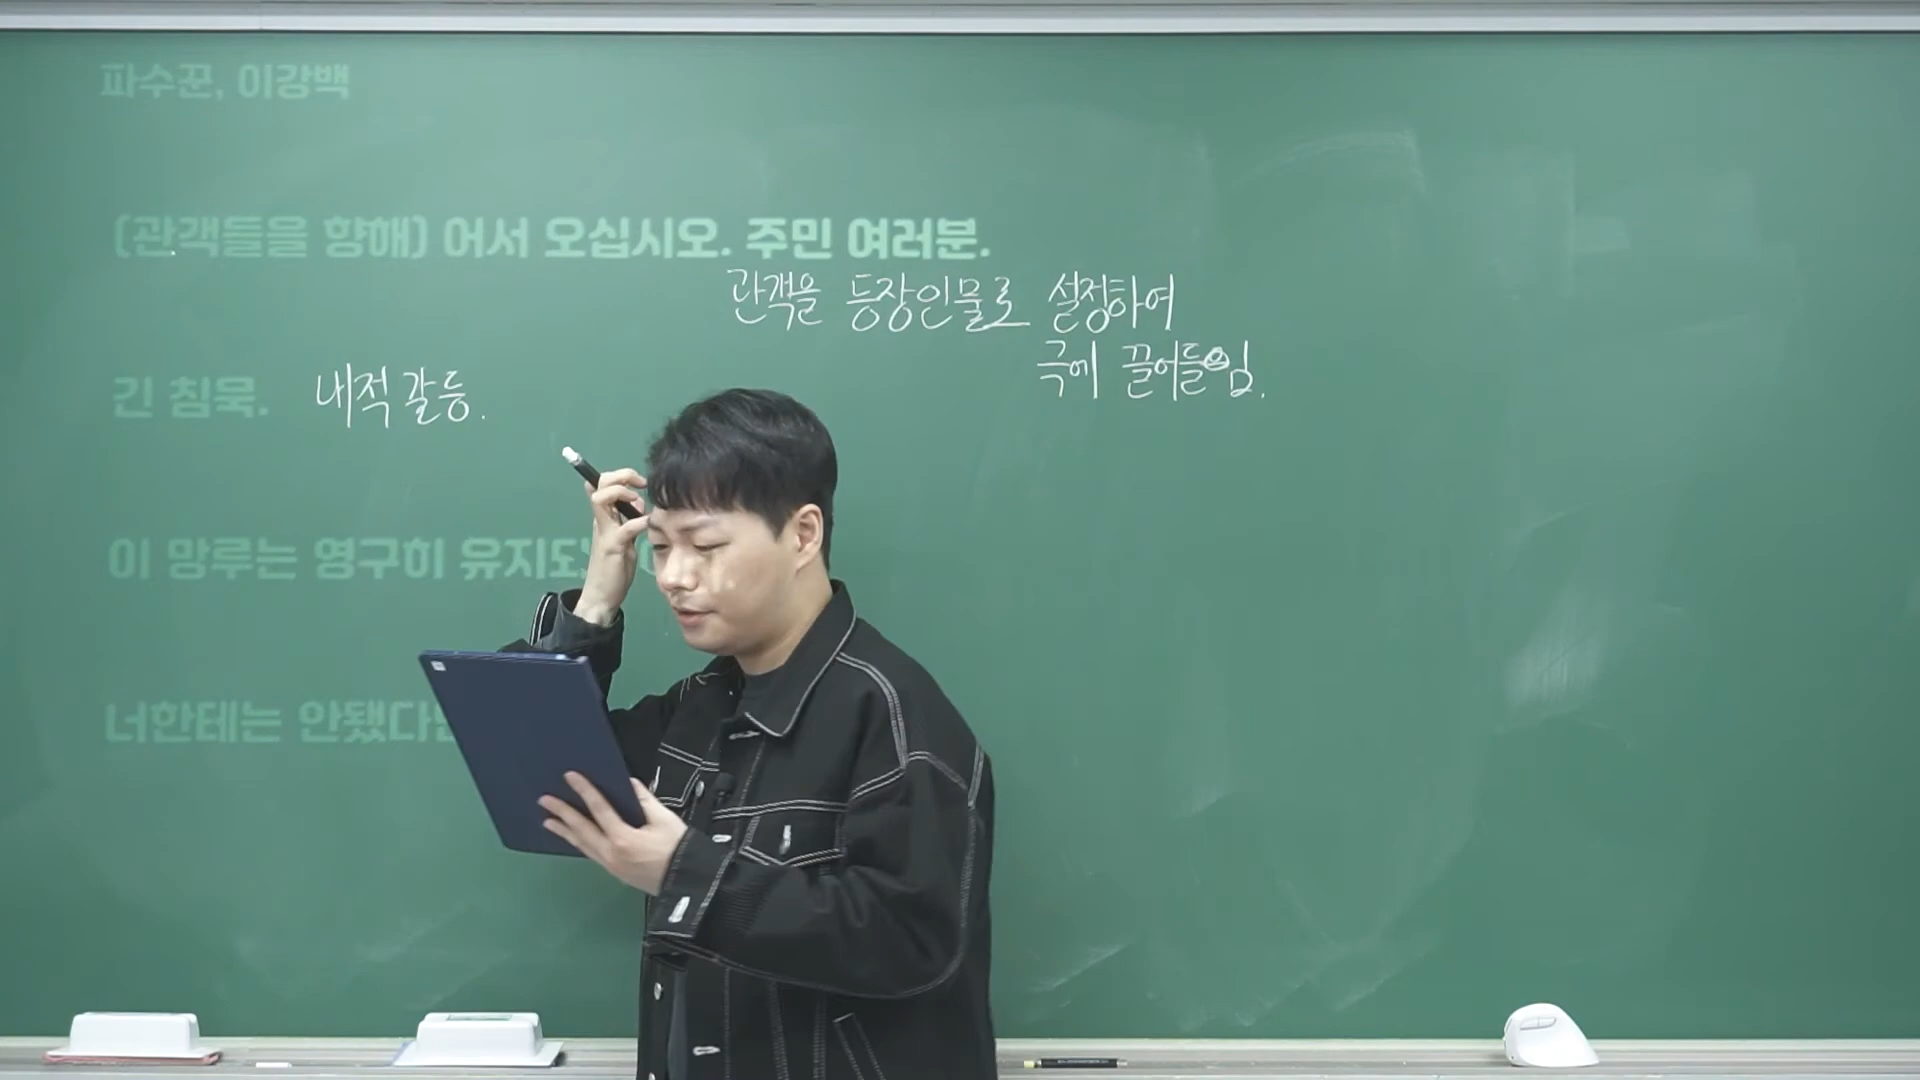 파수꾼, 이강백
(관객들을 향해) 어서 오십시오. 주민 여러분.
관객을 등장인물로 설정하여
극에 끌어들임.
긴 침묵. 내적 갈등.
이 망루는 영구히 유지되
너한테는 안됐다만